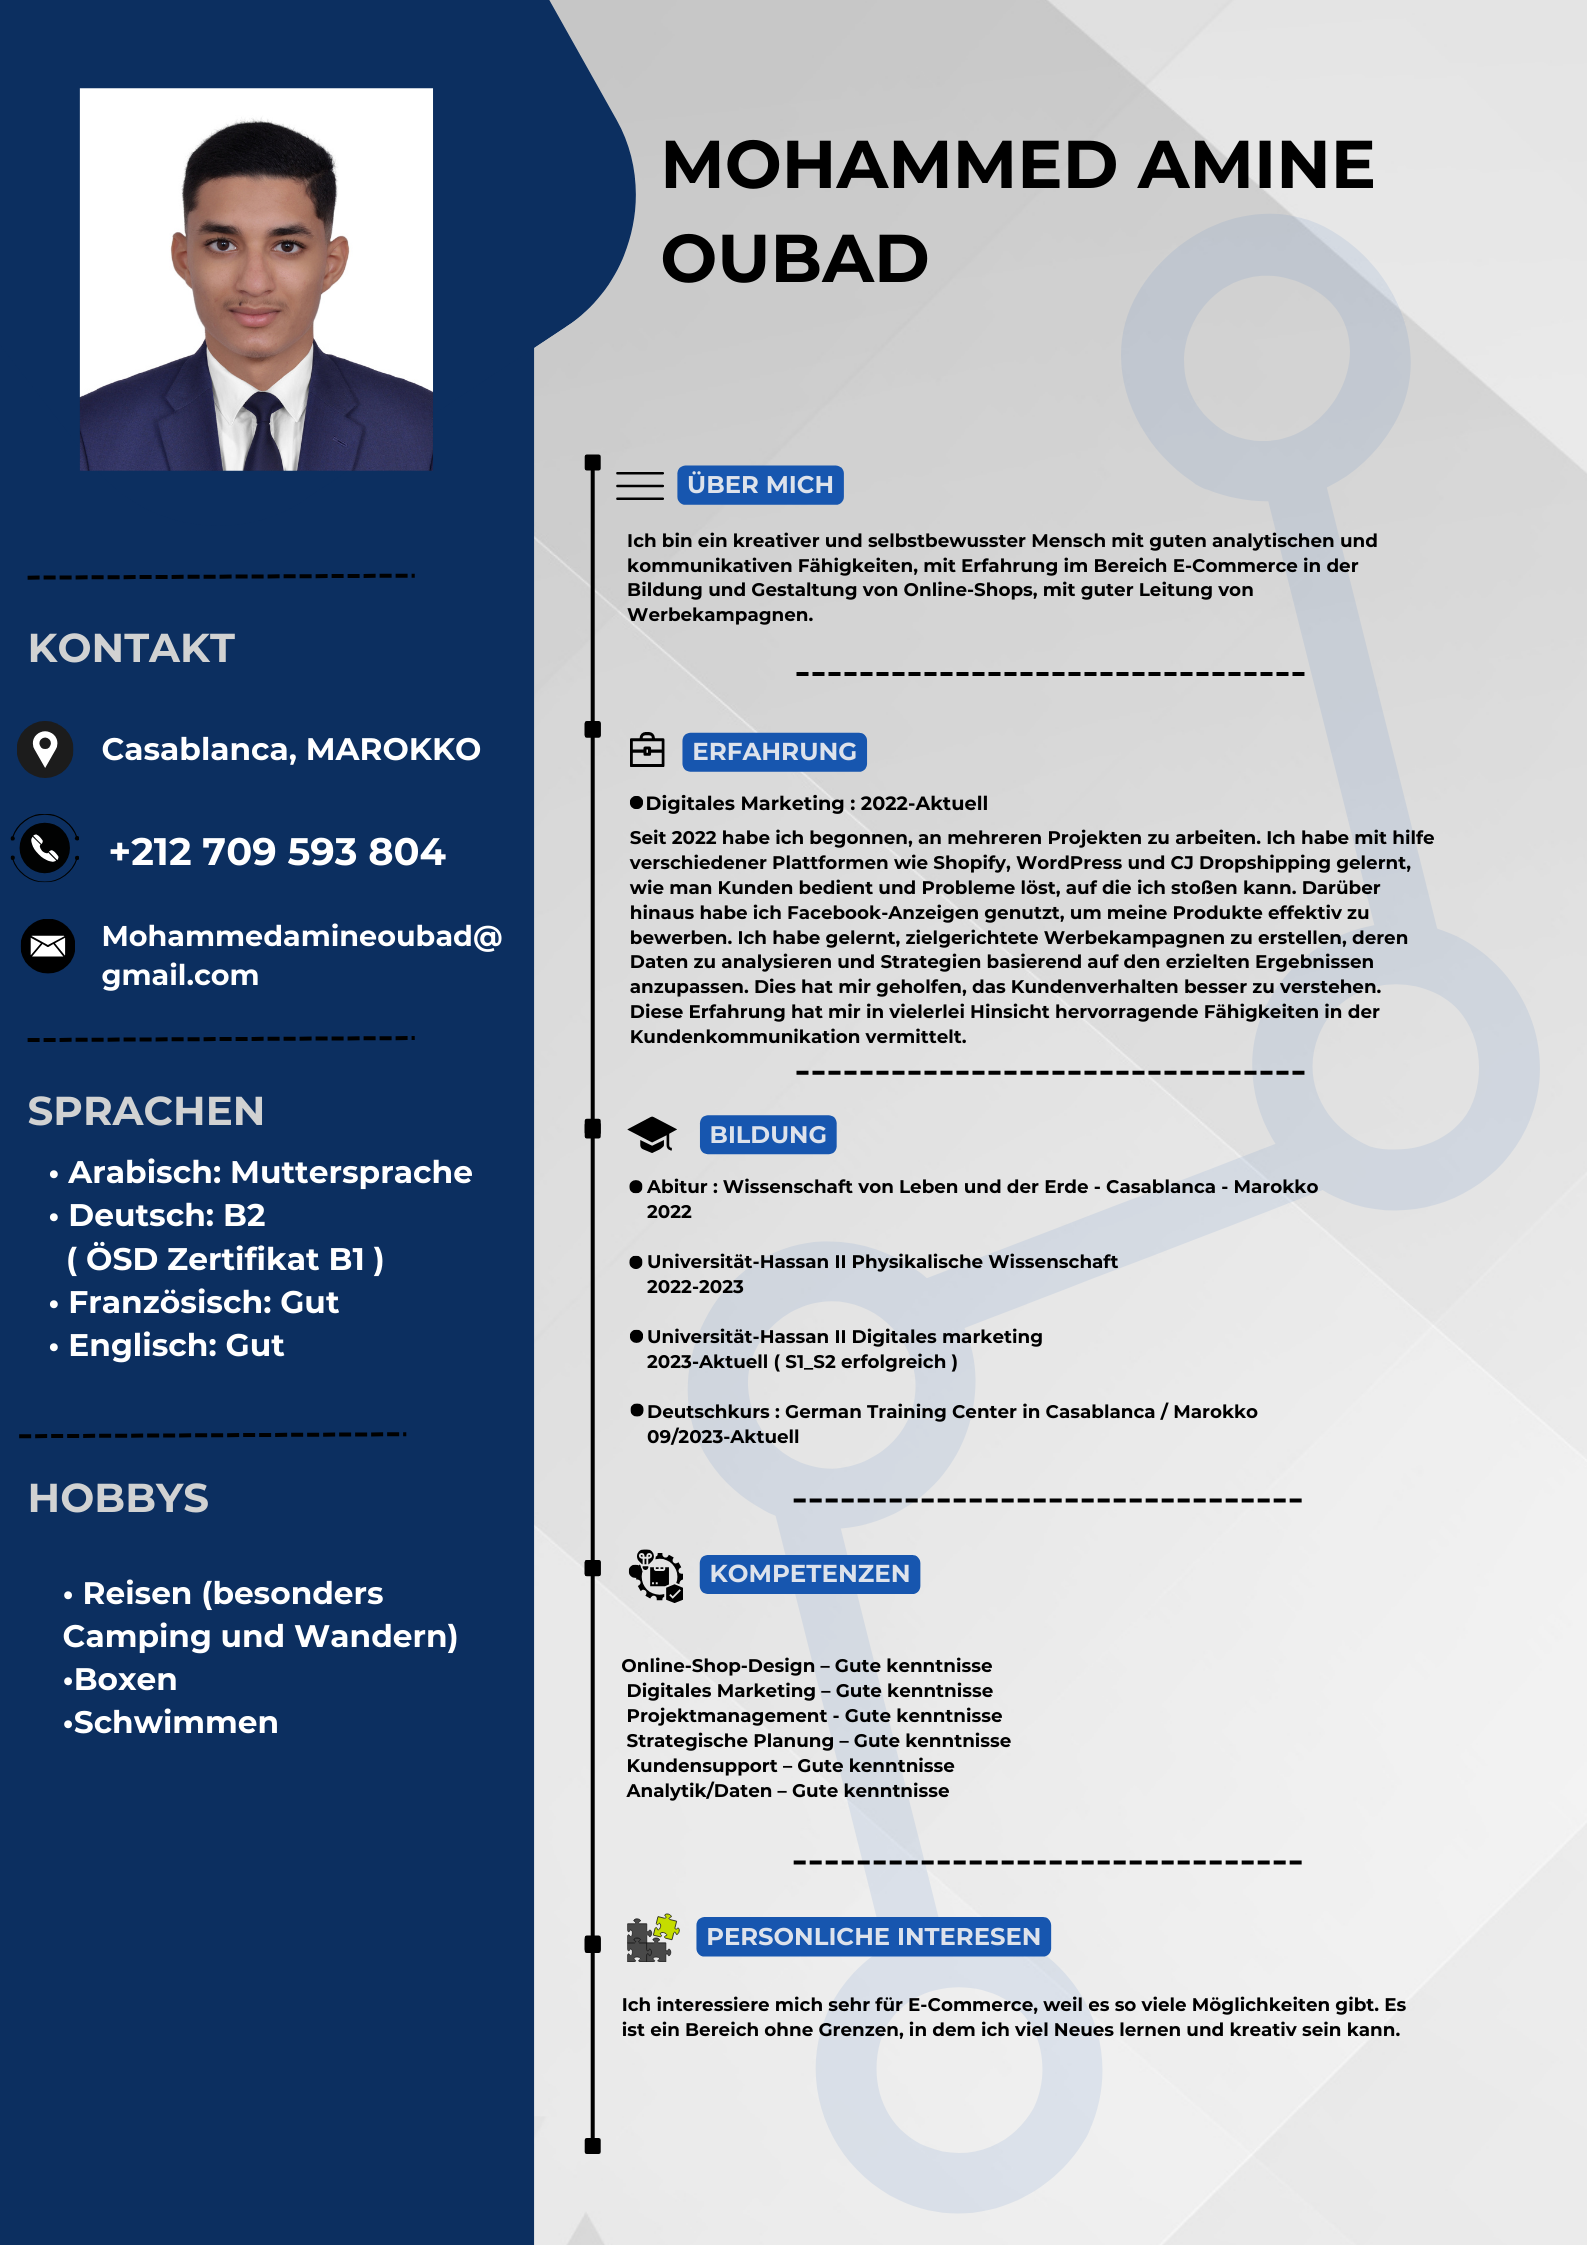 MOHAMMED AMINE
OUBAD
KONTAKT
Casablanca, MAROKKO
+212 709 593 804
Mohammedamineoubad@
gmail.com
SPRACHEN
• Arabisch: Muttersprache
• Deutsch: B2
( ÖSD Zertifikat B1 )
• Französisch: Gut
• Englisch: Gut
HOBBYS
• Reisen (besonders
Camping und Wandern)
•Boxen
•Schwimmen
ÜBER MICH
Ich bin ein kreativer und selbstbewusster Mensch mit guten analytischen und
kommunikativen Fähigkeiten, mit Erfahrung im Bereich E-Commerce in der
Bildung und Gestaltung von Online-Shops, mit guter Leitung von
Werbekampagnen.
ERFAHRUNG
●Digitales Marketing : 2022-Aktuell
Seit 2022 habe ich begonnen, an mehreren Projekten zu arbeiten. Ich habe mit hilfe
verschiedener Plattformen wie Shopify, WordPress und CJ Dropshipping gelernt,
wie man Kunden bedient und Probleme löst, auf die ich stoßen kann. Darüber
hinaus habe ich Facebook-Anzeigen genutzt, um meine Produkte effektiv zu
bewerben. Ich habe gelernt, zielgerichtete Werbekampagnen zu erstellen, deren
Daten zu analysieren und Strategien basierend auf den erzielten Ergebnissen
anzupassen. Dies hat mir geholfen, das Kundenverhalten besser zu verstehen.
Diese Erfahrung hat mir in vielerlei Hinsicht hervorragende Fähigkeiten in der
Kundenkommunikation vermittelt.
BILDUNG
● Abitur : Wissenschaft von Leben und der Erde - Casablanca - Marokko
2022
● Universität-Hassan II Physikalische Wissenschaft
2022-2023
● Universität-Hassan II Digitales marketing
2023-Aktuell ( S1_S2 erfolgreich )
● Deutschkurs : German Training Center in Casablanca / Marokko
09/2023-Aktuell
KOMPETENZEN
Online-Shop-Design – Gute kenntnisse
Digitales Marketing – Gute kenntnisse
Projektmanagement - Gute kenntnisse
Strategische Planung – Gute kenntnisse
Kundensupport – Gute kenntnisse
Analytik/Daten – Gute kenntnisse
PERSONLICHE INTERESEN
Ich interessiere mich sehr für E-Commerce, weil es so viele Möglichkeiten gibt. Es
ist ein Bereich ohne Grenzen, in dem ich viel Neues lernen und kreativ sein kann.